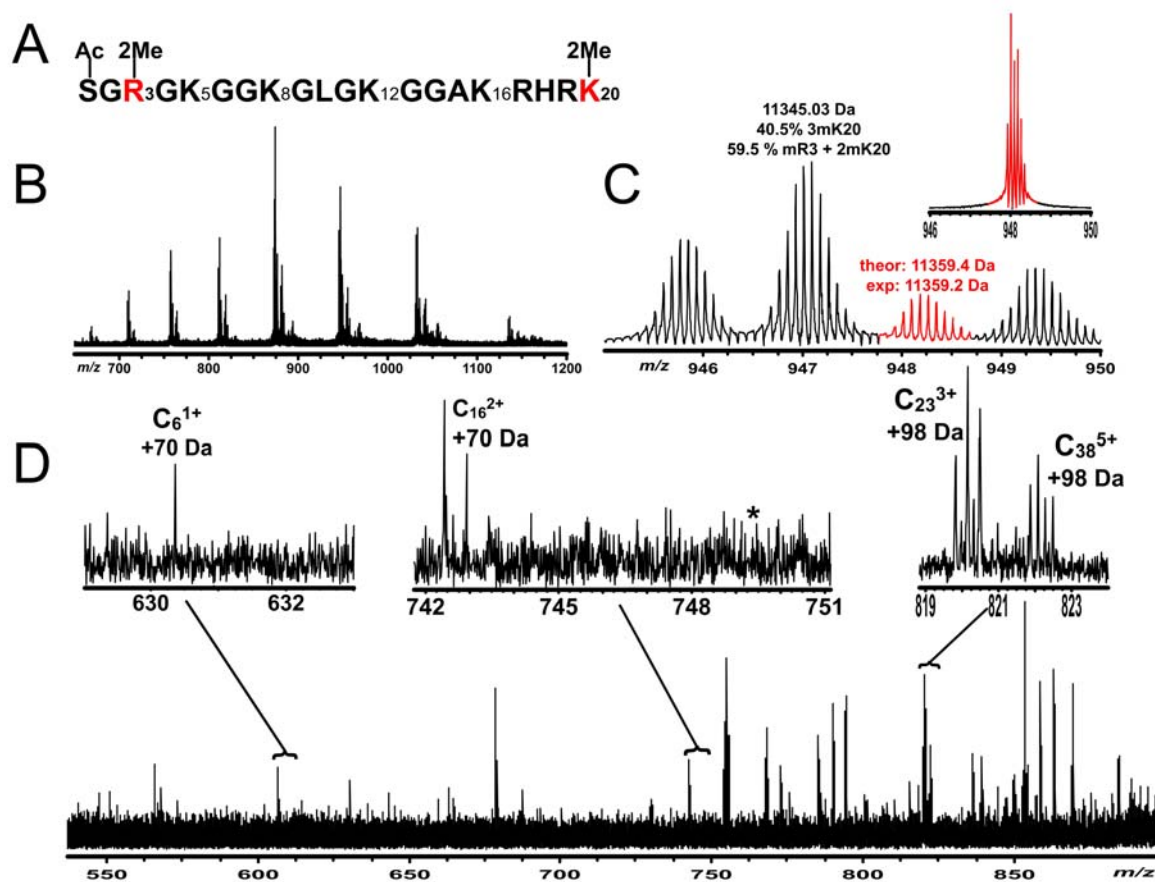 A
Ac 2Me 2Me
SGR3GK5GGK8GLGK12GGAK16RHRK20
B
m/z 700 800 900 1000 1100 1200
C
11345.03 Da
40.5% 3mK20
59.5 % mR3 + 2mK20
946 948 950
theor: 11359.4 Da
exp: 11359.2 Da
m/z 946 947 948 949 950
D
C6 1+
+70 Da
630 632
C16 2+
+70 Da
*
742 745 748 751
C23 3+
+98 Da
C38 5+
+98 Da
819 821 823
550 600 650 700 750 800 850 m/z